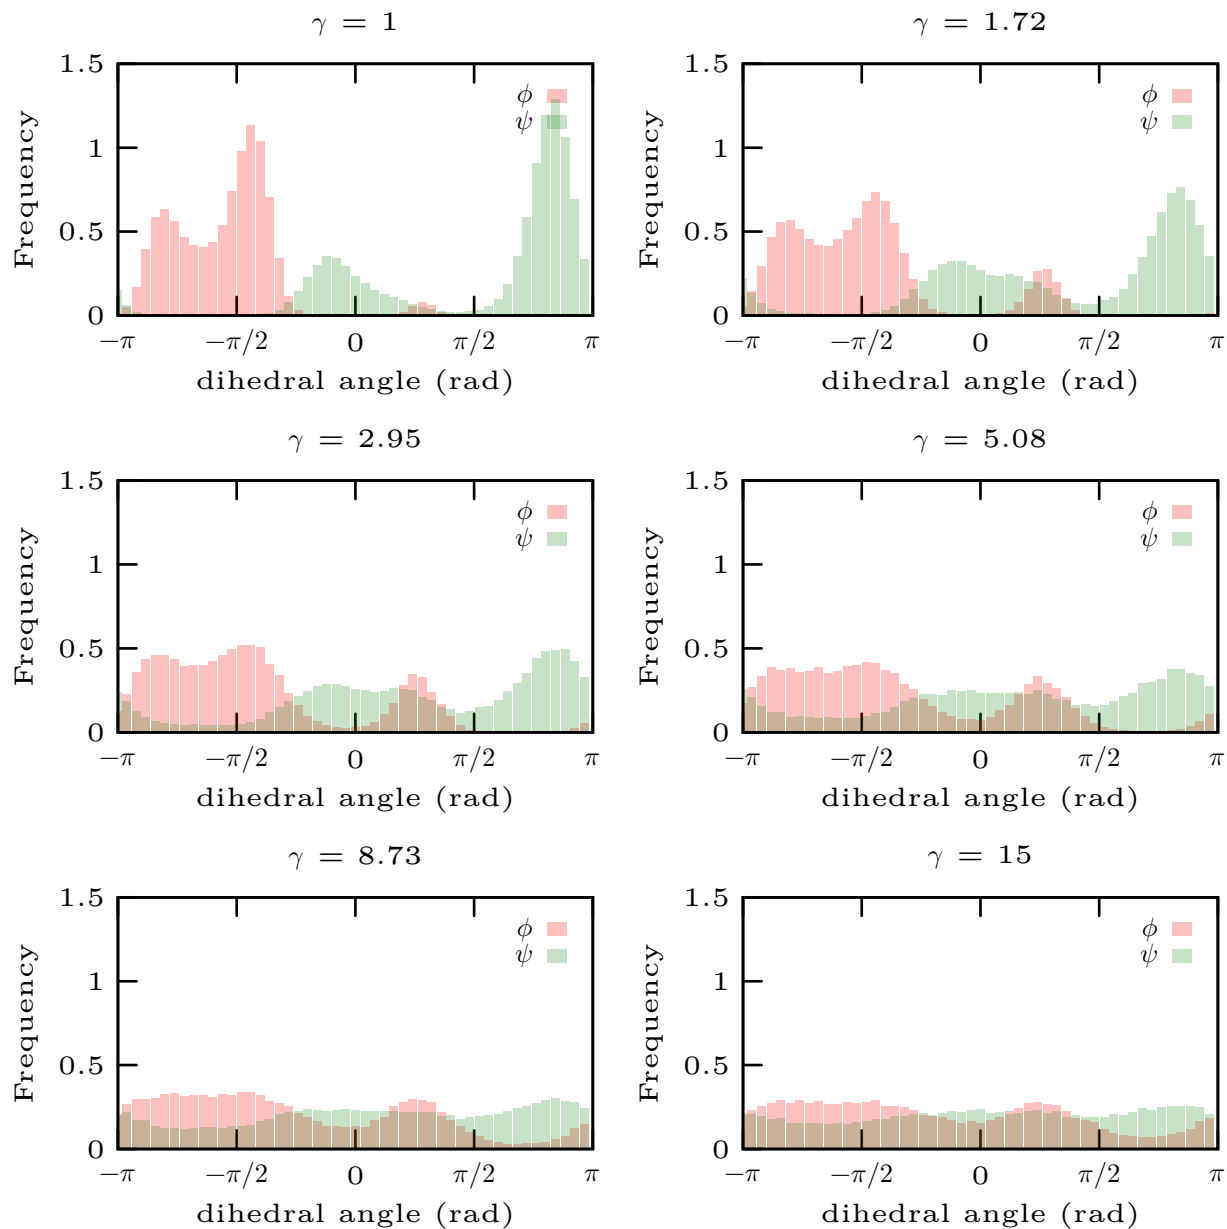 γ = 1
1.5
1
0.5
0
Frequency
ϕ
ψ
−π
−π/2
0
π/2
π
dihedral angle (rad)
γ = 1.72
1.5
1
0.5
0
Frequency
ϕ
ψ
−π
−π/2
0
π/2
π
dihedral angle (rad)
γ = 2.95
1.5
1
0.5
0
Frequency
ϕ
ψ
−π
−π/2
0
π/2
π
dihedral angle (rad)
γ = 5.08
1.5
1
0.5
0
Frequency
ϕ
ψ
−π
−π/2
0
π/2
π
dihedral angle (rad)
γ = 8.73
1.5
1
0.5
0
Frequency
ϕ
ψ
−π
−π/2
0
π/2
π
dihedral angle (rad)
γ = 15
1.5
1
0.5
0
Frequency
ϕ
ψ
−π
−π/2
0
π/2
π
dihedral angle (rad)